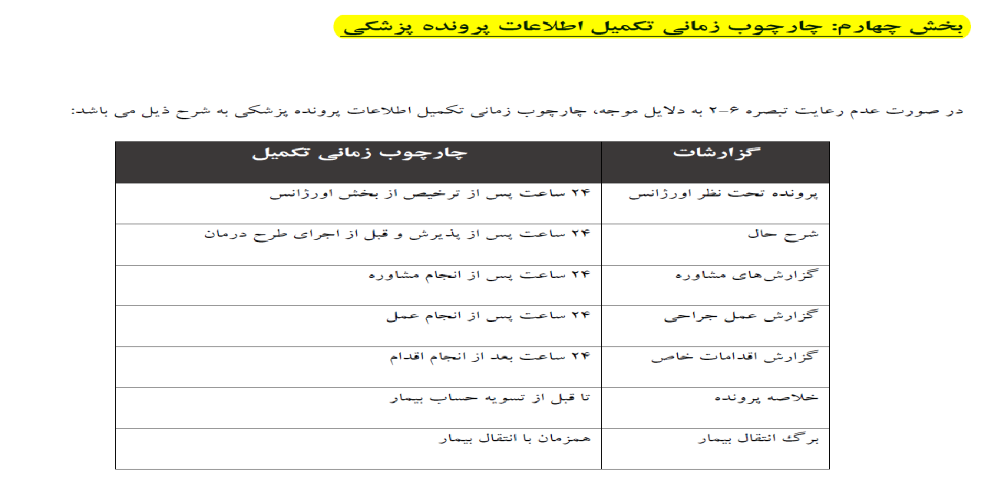 بخش چهارم: چارچوب زمانی تکمیل اطلاعات پرونده پزشکی
در صورت عدم رعایت تبصره ۶-۲ به دلایل موجه، چارچوب زمانی تکمیل اطلاعات پرونده پزشکی به شرح ذیل می باشد:
گزارشات چارچوب زمانی تکمیل
پرونده تحت نظر اورژانس ۲۴ ساعت پس از ترخیص از بخش اورژانس
شرح حال ۲۴ ساعت پس از پذیرش و قبل از اجرای طرح درمان
گزارش‌های مشاوره ۲۴ ساعت پس از انجام مشاوره
گزارش عمل جراحی ۲۴ ساعت پس از انجام عمل
گزارش اقدامات خاص ۲۴ ساعت بعد از انجام اقدام
خلاصه پرونده تا قبل از تسویه حساب بیمار
برگ انتقال بیمار همزمان با انتقال بیمار